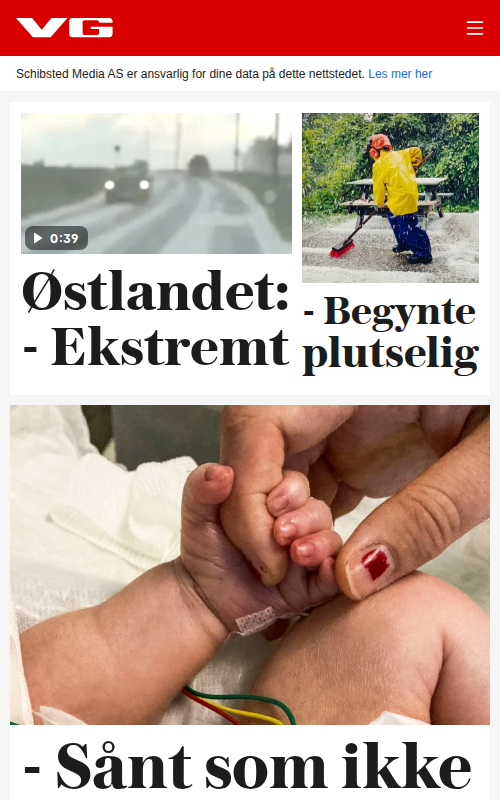 VG
Schibsted Media AS er ansvarlig for dine data på dette nettstedet. Les mer her
0:39
Østlandet:
- Ekstremt
- Begynte
plutselig
- Sånt som ikke